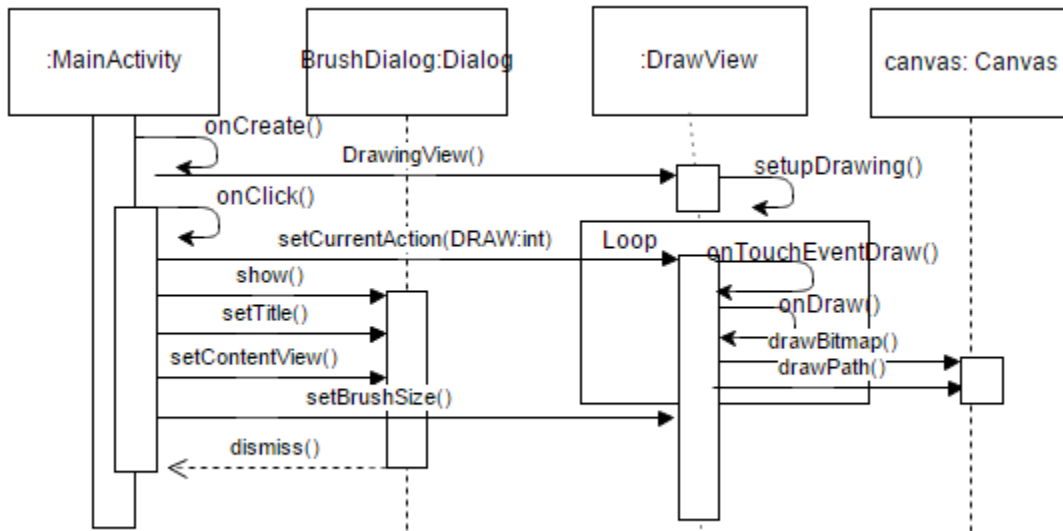 :MainActivity
BrushDialog:Dialog
:DrawView
canvas: Canvas
onCreate()
DrawingView()
setupDrawing()
onClick()
setCurrentAction(DRAW:int)
Loop
onTouchEventDraw()
show()
onDraw()
setTitle()
drawBitmap()
setContentView()
drawPath()
setBrushSize()
dismiss()